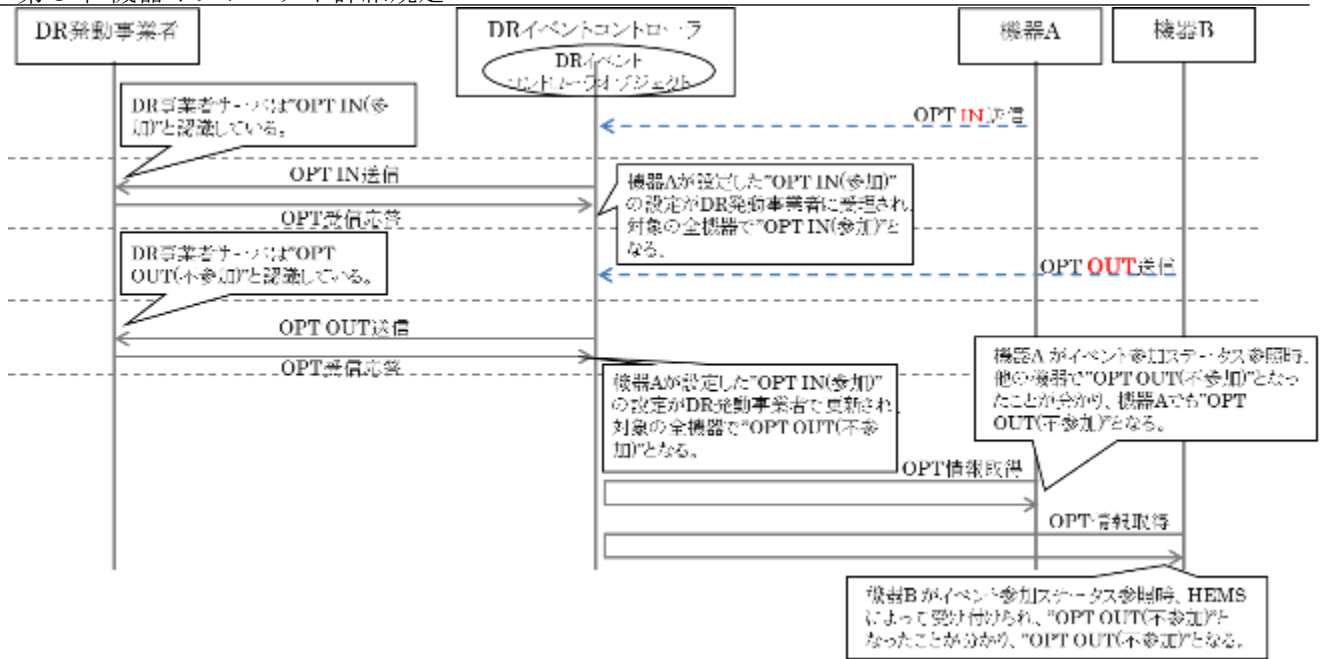 DR発動事業者
DRイベントコントローラ
DRイベント
コントローラオブジェクト
機器A
機器B
DR事業者サーバは"OPT IN(参
加)"と認識している。
OPT IN送信
OPT IN送信
OPT受信応答
機器Aが設定した"OPT IN(参加)"
の設定がDR発動事業者に受理され、
対象の全機器で"OPT IN(参加)"と
なる。
DR事業者サーバは"OPT
OUT(不参加)"と認識している。
OPT OUT送信
OPT OUT送信
OPT受信応答
機器Aが設定した"OPT IN(参加)"
の設定がDR発動事業者で更新され、
対象の全機器で"OPT OUT(不参
加)"となる。
機器A がイベント参加ステータス参照時、
他の機器で"OPT OUT(不参加)"となっ
たことが分かり、機器Aでも"OPT
OUT(不参加)"となる。
OPT情報取得
OPT情報取得
機器B がイベント参加ステータス参照時、HEMS
によって受け付けられ、"OPT OUT(不参加)"と
なったことが分かり、"OPT OUT(不参加)"となる。